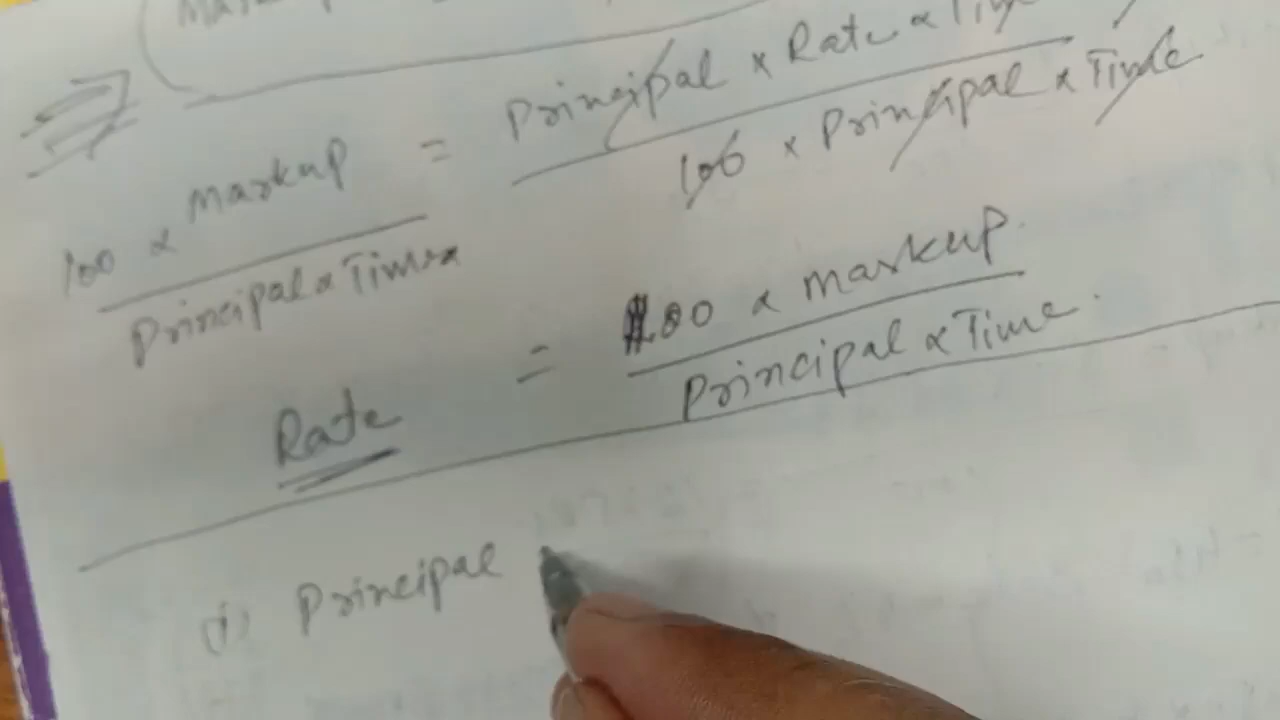 Principal × Rate × Time
100 × markup = 100 × Principal × Time
Principal × Time
100 × markup
Rate =
Principal × Time
(i) Principal